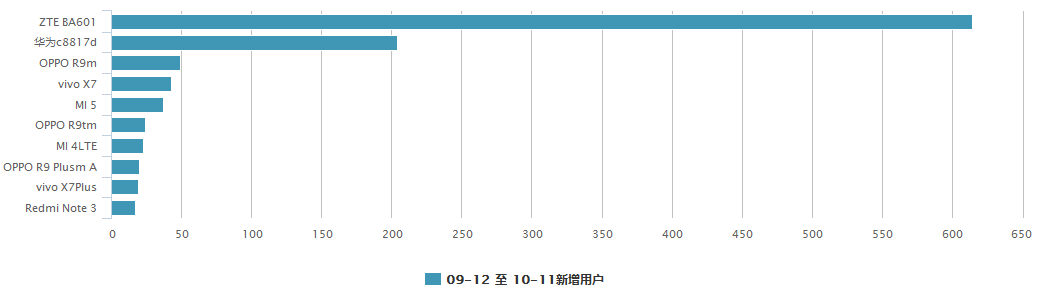 ZTE BA601
华为c8817d
OPPO R9m
vivo X7
MI 5
OPPO R9tm
MI 4LTE
OPPO R9 Plusm A
vivo X7Plus
Redmi Note 3
0 50 100 150 200 250 300 350 400 450 500 550 600 650
09-12 至 10-11新增用户